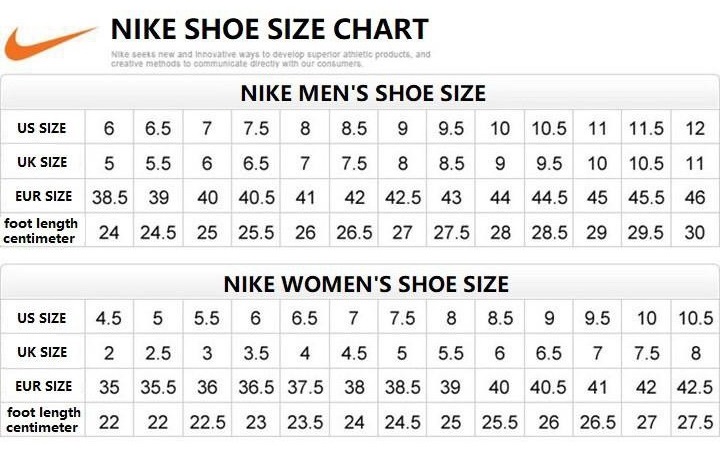 NIKE SHOE SIZE CHART
Nike seeks new and innovative ways to develop superior athletic products, and
creative methods to communicate directly with our consumers.
NIKE MEN'S SHOE SIZE
US SIZE 6 6.5 7 7.5 8 8.5 9 9.5 10 10.5 11 11.5 12
UK SIZE 5 5.5 6 6.5 7 7.5 8 8.5 9 9.5 10 10.5 11
EUR SIZE 38.5 39 40 40.5 41 42 42.5 43 44 44.5 45 45.5 46
foot length
centimeter 24 24.5 25 25.5 26 26.5 27 27.5 28 28.5 29 29.5 30
NIKE WOMEN'S SHOE SIZE
US SIZE 4.5 5 5.5 6 6.5 7 7.5 8 8.5 9 9.5 10 10.5
UK SIZE 2 2.5 3 3.5 4 4.5 5 5.5 6 6.5 7 7.5 8
EUR SIZE 35 35.5 36 36.5 37.5 38 38.5 39 40 40.5 41 42 42.5
foot length
centimeter 22 22 22.5 23 23.5 24 24.5 25 25.5 26 26.5 27 27.5